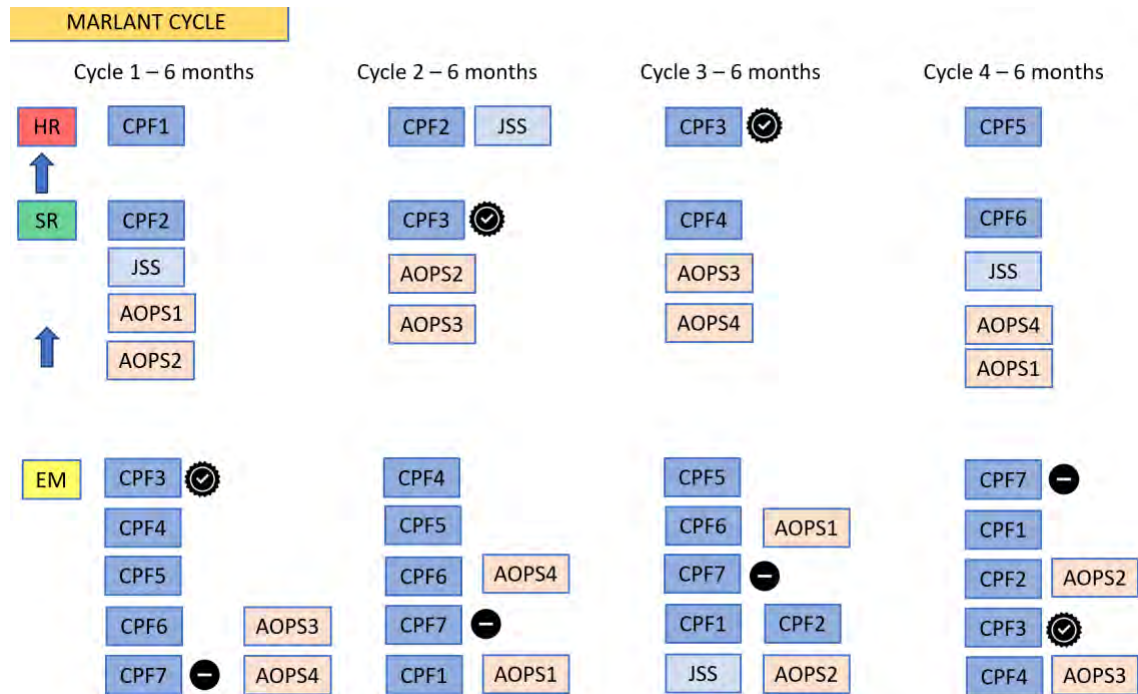 MARLANT CYCLE
Cycle 1 – 6 months Cycle 2 – 6 months Cycle 3 – 6 months Cycle 4 – 6 months
HR CPF1 CPF2 JSS CPF3 CPF5
SR CPF2 CPF3 CPF4 CPF6
JSS AOPS2 AOPS3 JSS
AOPS1 AOPS3 AOPS4 AOPS4
AOPS2 AOPS1
EM CPF3 CPF4 CPF5 CPF7
CPF4 CPF5 CPF6 AOPS1 CPF1
CPF5 CPF6 AOPS4 CPF7 CPF2 AOPS2
CPF6 AOPS3 CPF7 CPF1 CPF2 CPF3
CPF7 AOPS4 CPF1 AOPS1 JSS AOPS2 CPF4 AOPS3